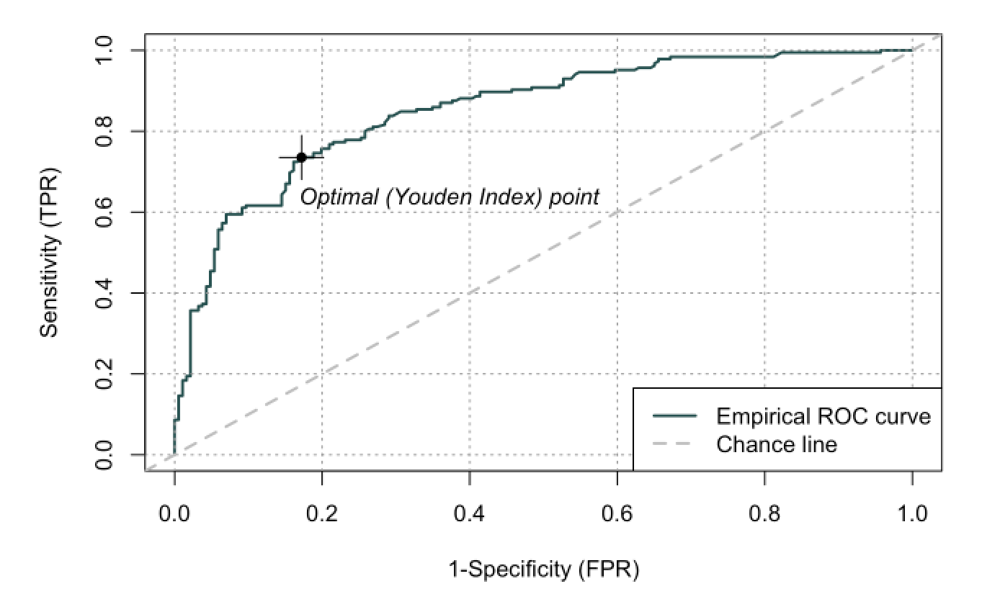 Sensitivity (TPR)
1.0
0.8
0.6
0.4
0.2
0.0
Optimal (Youden Index) point
Empirical ROC curve
Chance line
0.0 0.2 0.4 0.6 0.8 1.0
1-Specificity (FPR)